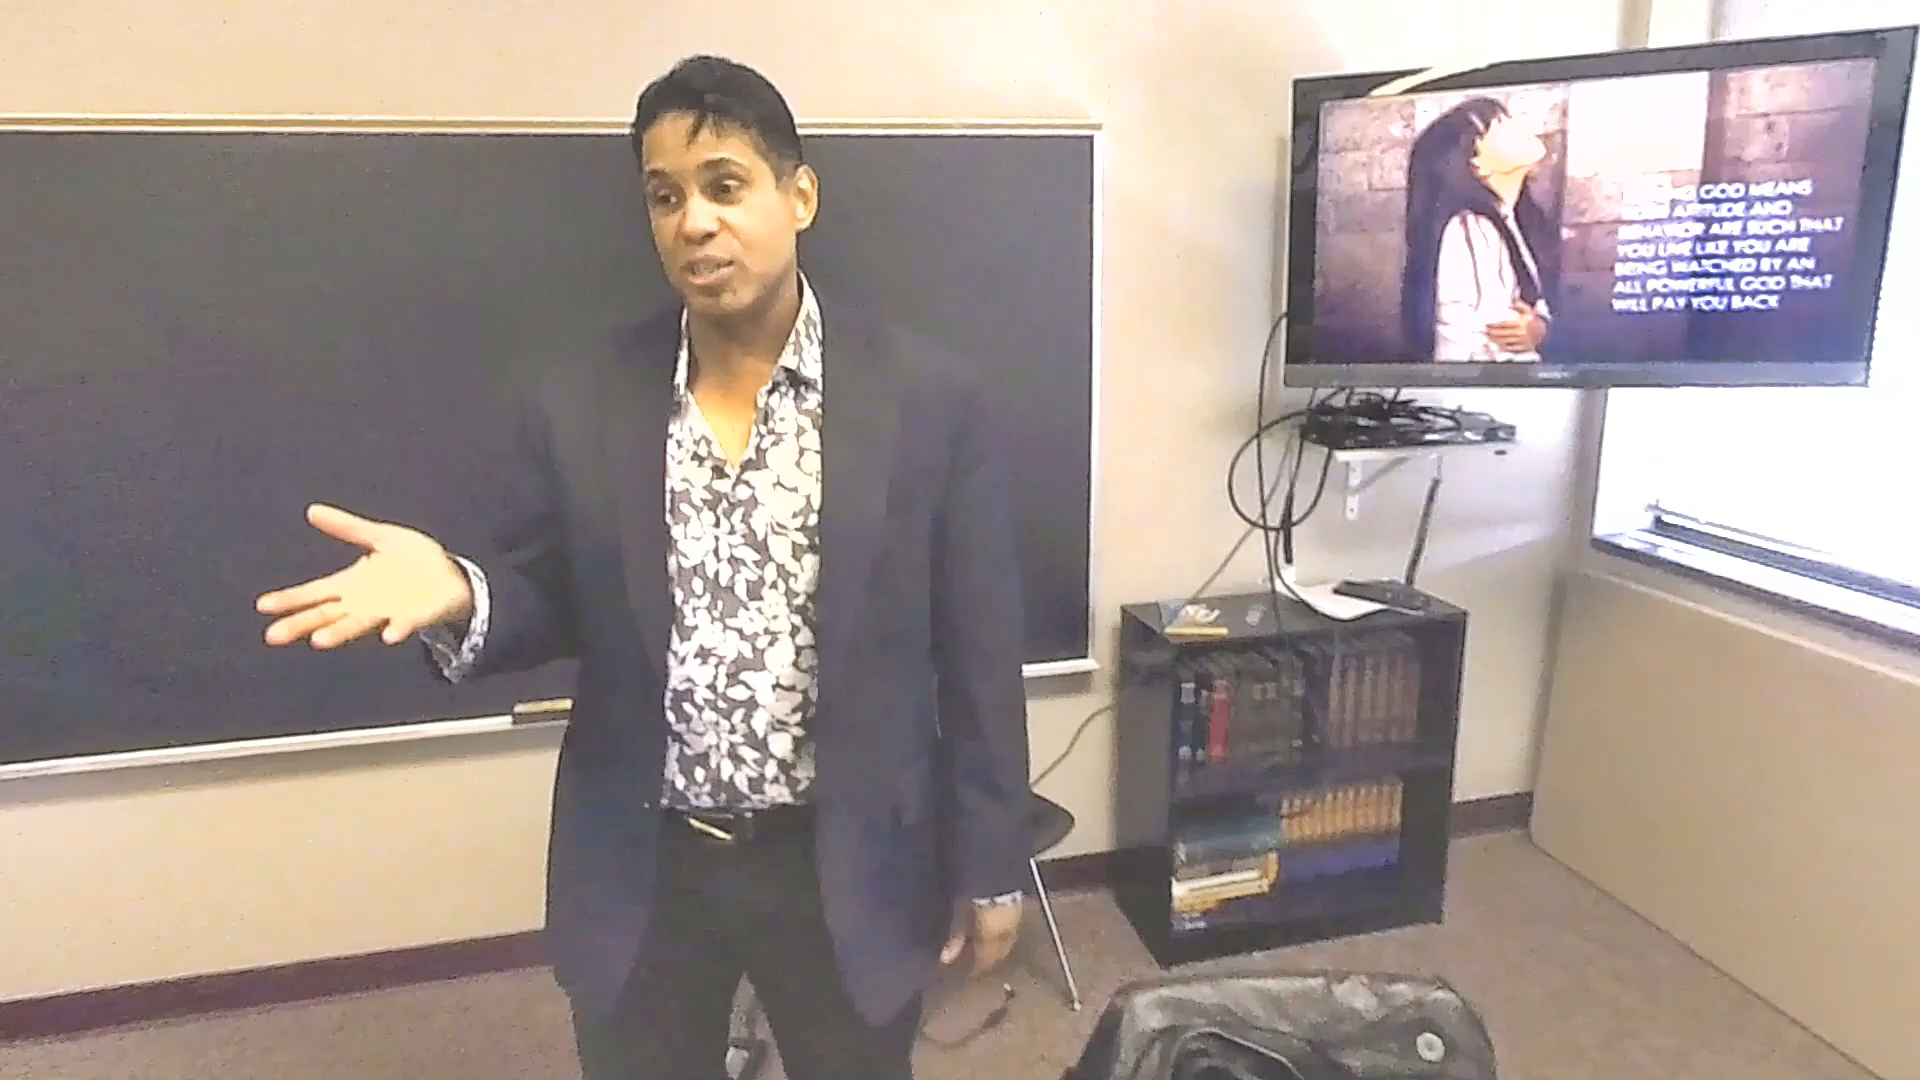 GOD MEANS
ATTITUDE AND
BEHAVIOR ARE SUCH THAT
YOU LIVE LIKE YOU ARE
BEING WATCHED BY AN
ALL POWERFUL GOD THAT
WILL PAY YOU BACK